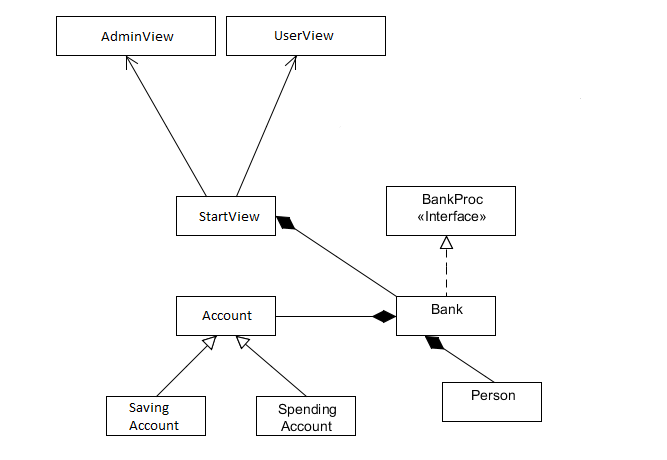 AdminView
UserView
BankProc
«Interface»
StartView
Account
Bank
Person
Saving
Account
Spending
Account